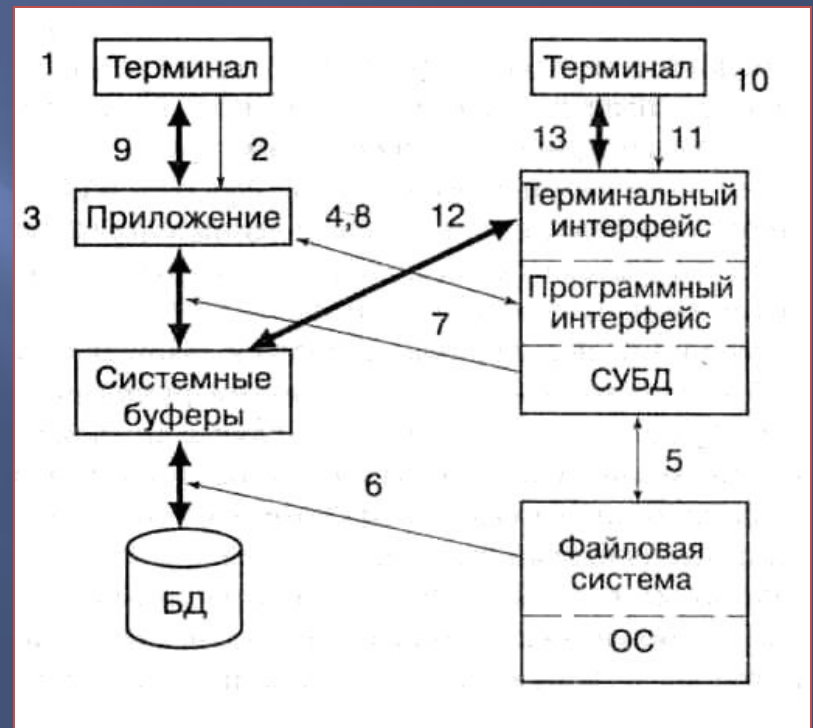 1
Терминал
Терминал
10
9
2
13
11
3
Приложение
4,8
12
Терминальный
интерфейс
Программный
интерфейс
7
СУБД
Системные
буферы
5
6
Файловая
система
БД
ОС